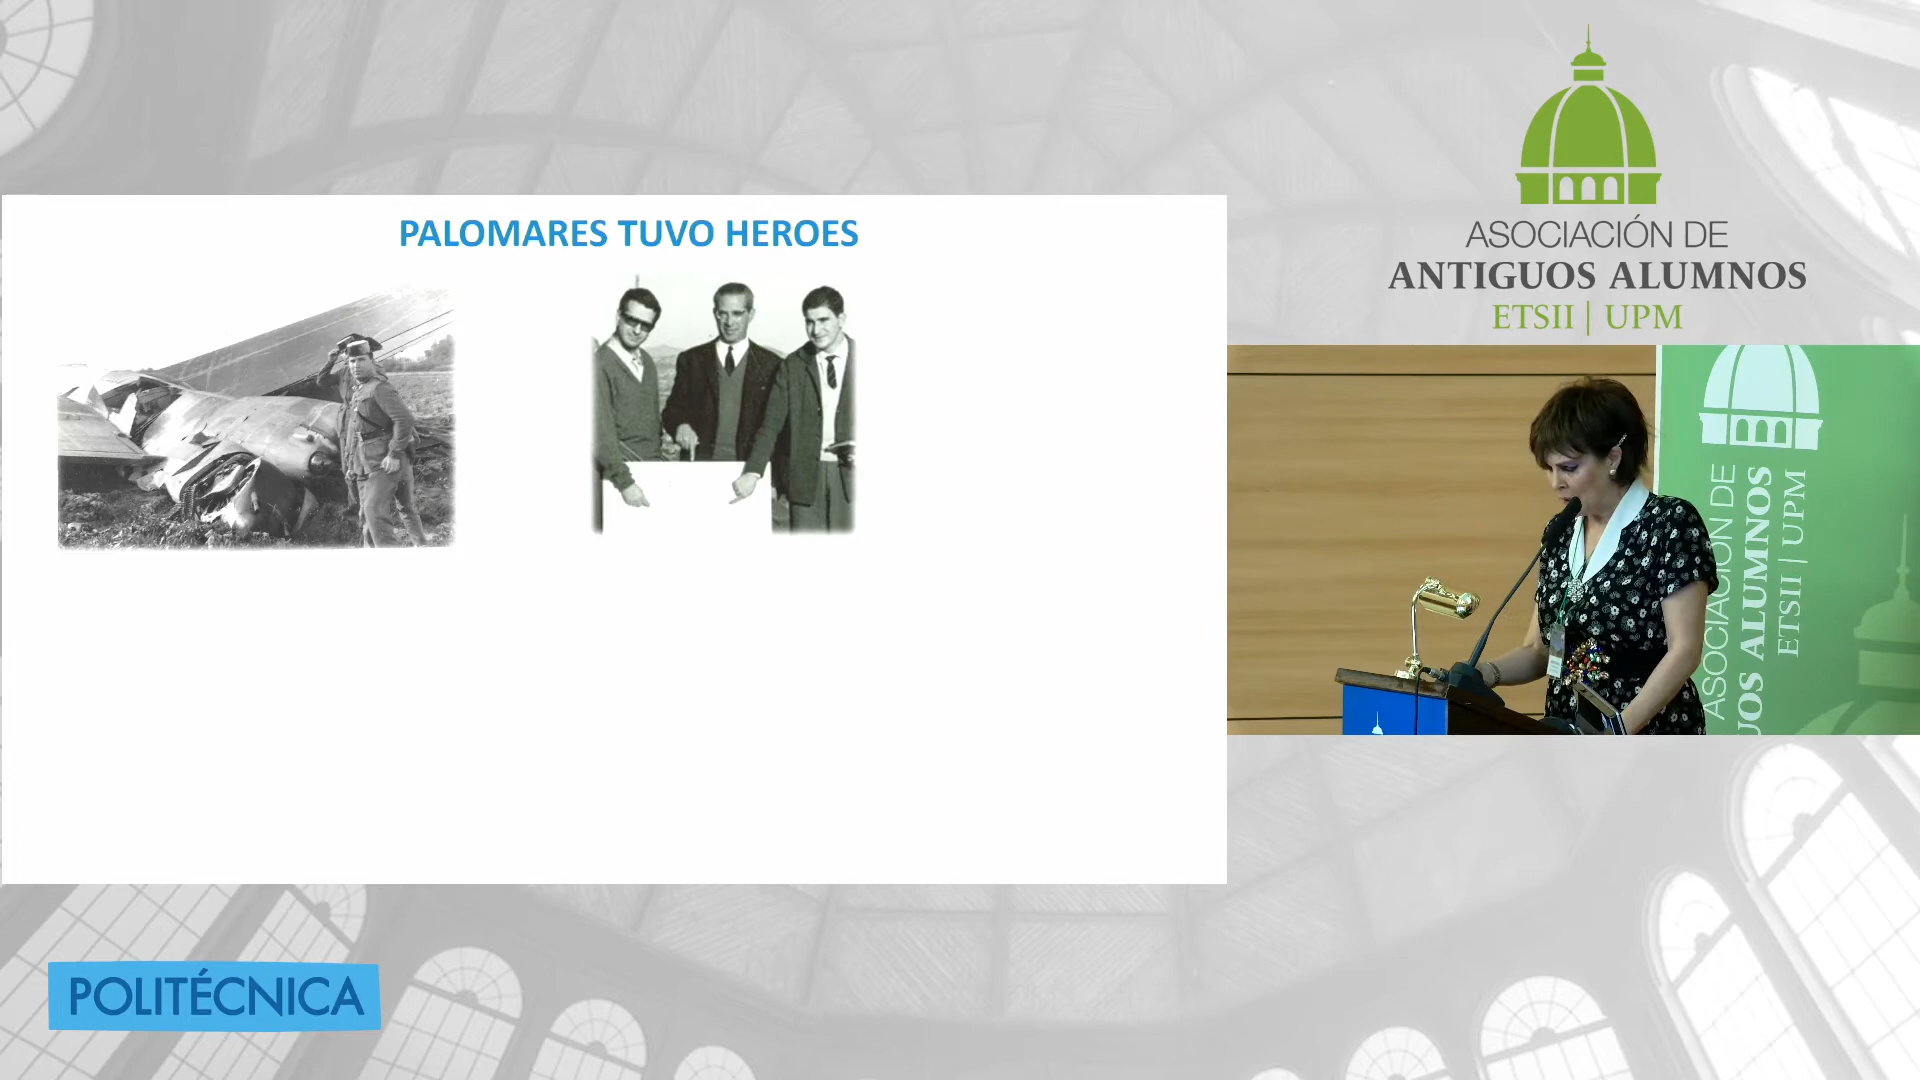 PALOMARES TUVO HEROES
ASOCIACIÓN DE
ANTIGUOS ALUMNOS
ETSII | UPM
ASOCIACIÓN DE
UOS ALUMNOS
ETSII | UPM
POLITÉCNICA